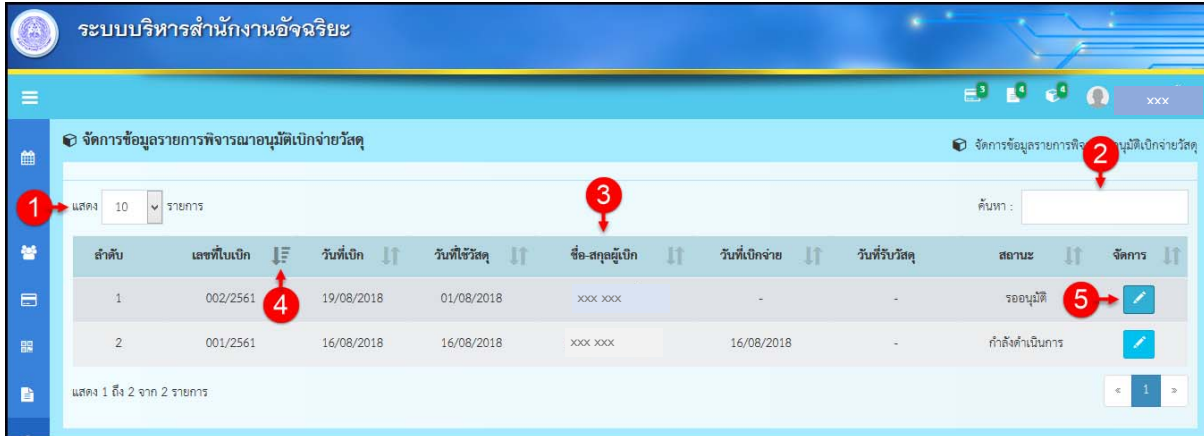 ระบบบริหารสำนักงานอัจฉริยะ
3 4 4 xxx
จัดการข้อมูลรายการพิจารณาอนุมัติเบิกจ่ายวัสดุ
จัดการข้อมูลรายการพิจ อนุมัติเบิกจ่ายวัสดุ
2
1 แสดง 10 รายการ 3 ค้นหา :
ลำดับ เลขที่ใบเบิก วันที่เบิก วันที่ใช้วัสดุ ชื่อ-สกุลผู้เบิก วันที่เบิกจ่าย วันที่รับวัสดุ สถานะ จัดการ
1 002/2561 4 19/08/2018 01/08/2018 xxx xxx - - รออนุมัติ 5
2 001/2561 16/08/2018 16/08/2018 xxx xxx 16/08/2018 - กำลังดำเนินการ
แสดง 1 ถึง 2 จาก 2 รายการ « 1 »